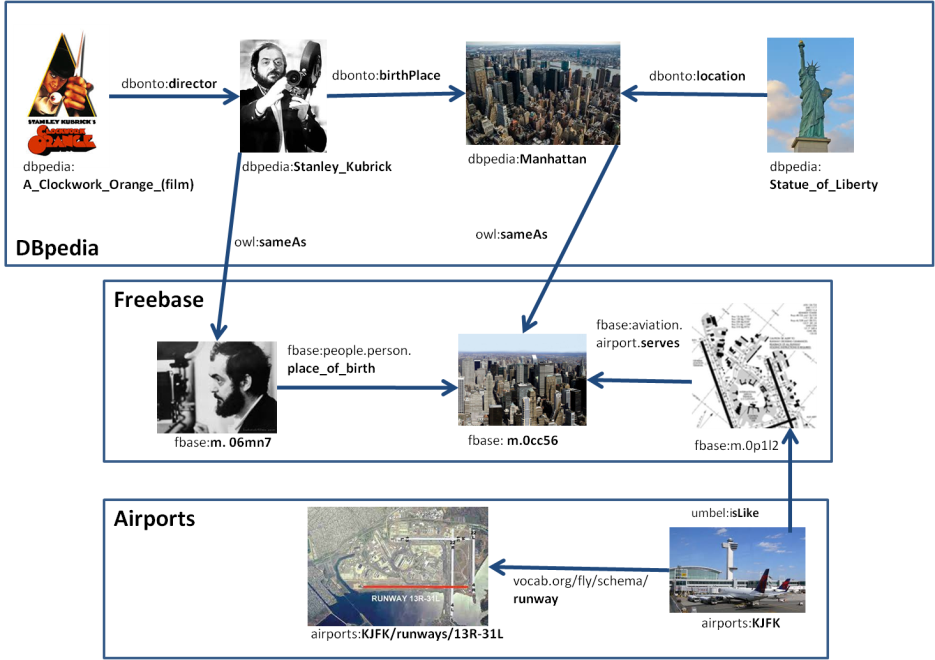 dbonto:director
dbonto:birthPlace
dbonto:location
STANLEY KUBRICK'S
CLOCKWORK
ORANGE
dbpedia:
A_Clockwork_Orange_(film)
dbpedia:Stanley_Kubrick
dbpedia:Manhattan
dbpedia:
Statue_of_Liberty
owl:sameAs
owl:sameAs
DBpedia
Freebase
fbase:people.person.
place_of_birth
fbase:aviation.
airport.serves
fbase:m. 06mn7
fbase: m.0cc56
fbase:m.0p1l2
Airports
umbel:isLike
vocab.org/fly/schema/
runway
RUNWAY 13R-31L
airports:KJFK/runways/13R-31L
airports:KJFK